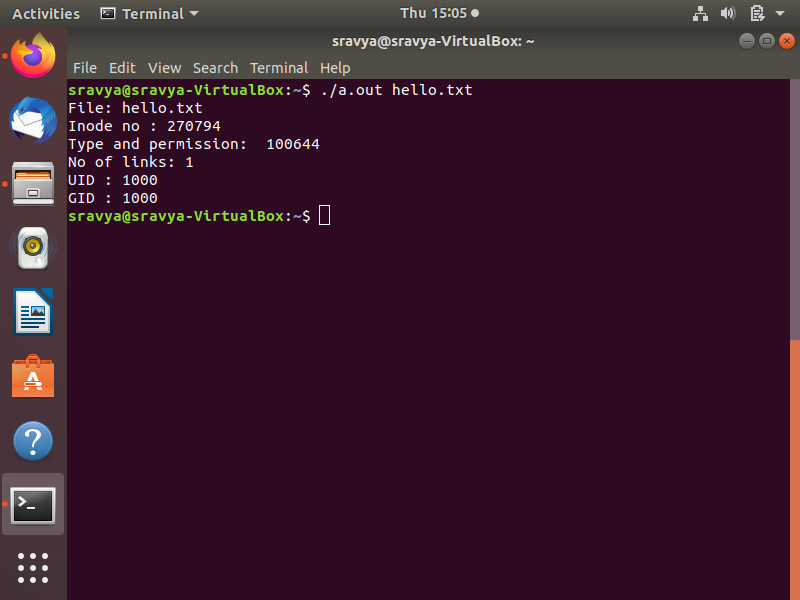 Activities Terminal Thu 15:05
sravya@sravya-VirtualBox: ~
File Edit View Search Terminal Help
sravya@sravya-VirtualBox:~$ ./a.out hello.txt
File: hello.txt
Inode no : 270794
Type and permission:  100644
No of links: 1
UID : 1000
GID : 1000
sravya@sravya-VirtualBox:~$